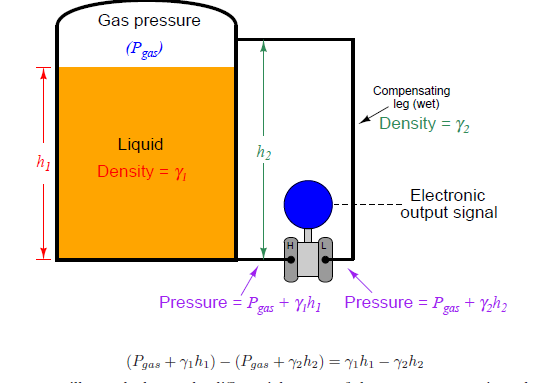 Gas pressure
(Pgas)
Compensating
leg (wet)
Density = γ2
Liquid
Density = γ1
h1
h2
Electronic
output signal
H
L
Pressure = Pgas + γ1h1
Pressure = Pgas + γ2h2
(Pgas + γ1h1) − (Pgas + γ2h2) = γ1h1 − γ2h2